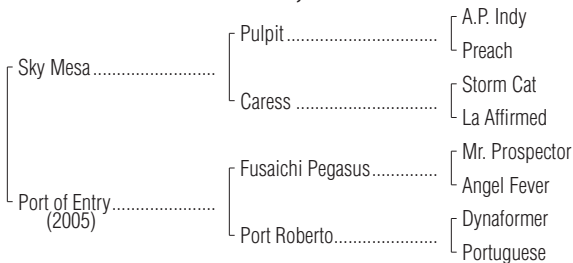 A.P. Indy
Pulpit........................................
Preach
Sky Mesa..........................
Storm Cat
Caress .....................................
La Affirmed
Mr. Prospector
Fusaichi Pegasus...............
Angel Fever
Port of Entry......................
(2005)
Dynaformer
Port Roberto......................
Portuguese